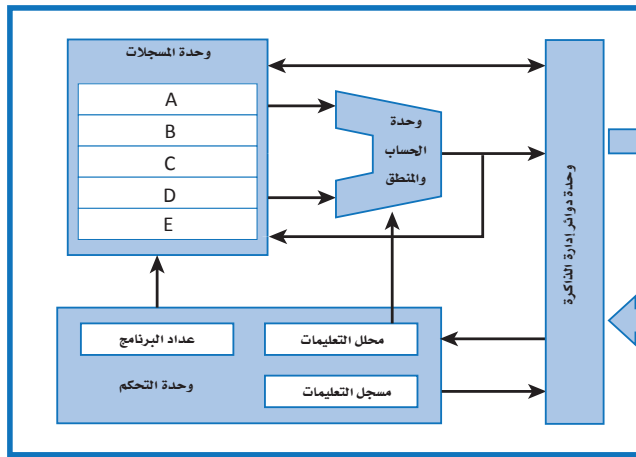 وحدة المسجلات
A
B
C
D
E
وحدة
الحساب
والمنطق
وحدة دوائر إدارة الذاكرة
عداد البرنامج
محلل التعليمات
وحدة التحكم
مسجل التعليمات